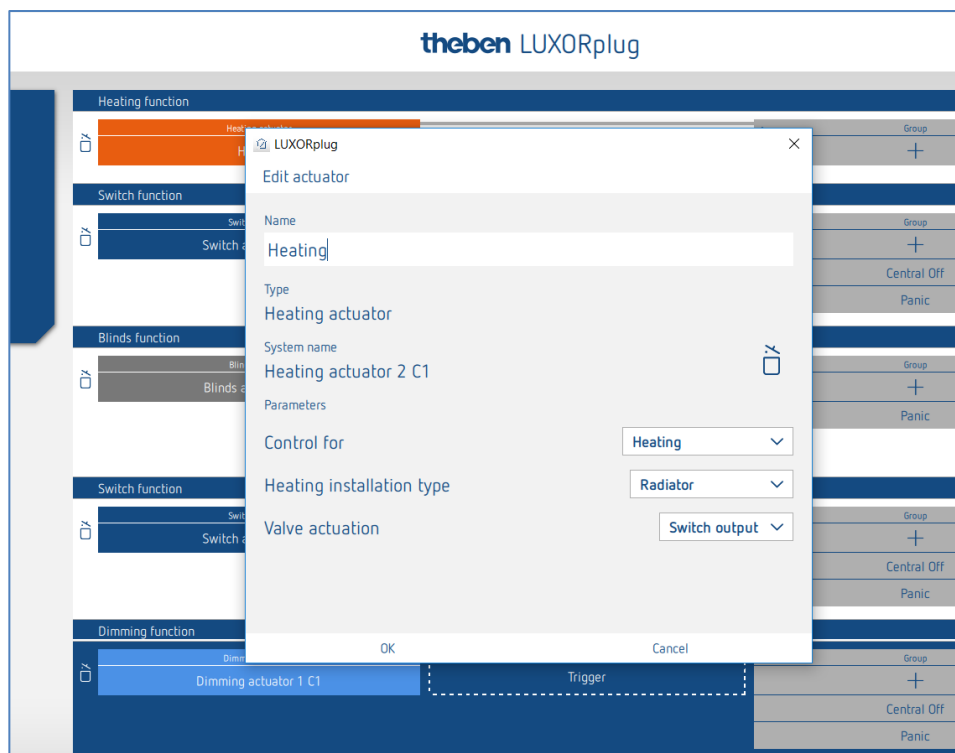 theben LUXORplug
Heating function
Group
LUXORplug
Edit actuator
Switch function
Name
Group
Switch
Heating
Central Off
Type
Panic
Heating actuator
Blinds function
System name
Group
Heating actuator 2 C1
Blinds
Parameters
Panic
Control for
Heating
Heating installation type
Radiator
Switch function
Group
Valve actuation
Switch output
Switch
Central Off
Panic
Dimming function
OK
Cancel
Group
Dimming actuator 1 C1
Trigger
Central Off
Panic